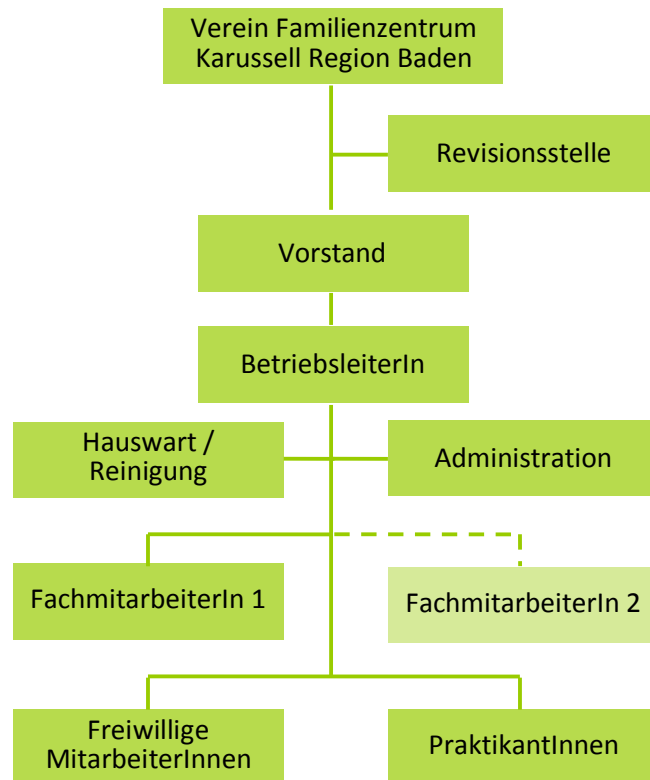 Verein Familienzentrum
Karussell Region Baden
Revisionsstelle
Vorstand
BetriebsleiterIn
Hauswart /
Reinigung
Administration
FachmitarbeiterIn 1
FachmitarbeiterIn 2
Freiwillige
MitarbeiterInnen
PraktikantInnen